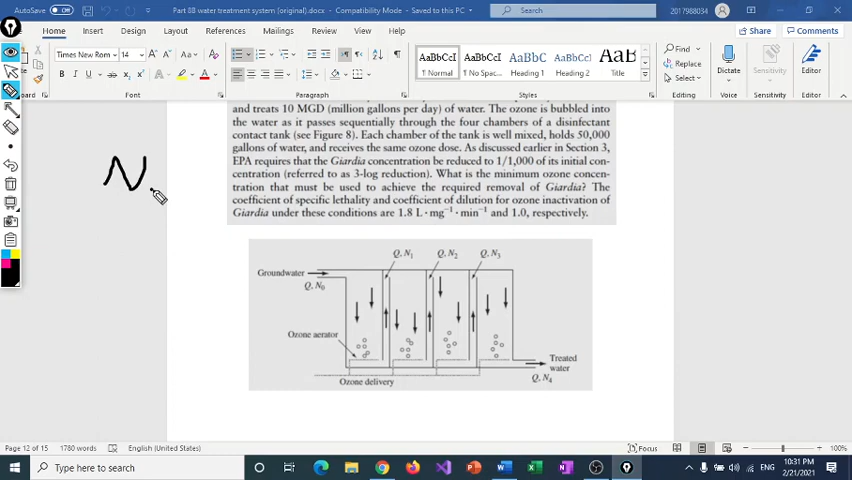 AutoSave Off
Part 08 water treatment system (original).docx - Compatibility Mode - Saved to this PC
Search
2017988034
File Home Insert Draw Design Layout References Mailings Review View Help
Share Comments
Times New Rom 14
AaBbCcI AaBbCcI AaBbC AaBbCcI AaB
1 Normal 1 No Spac... Heading 1 Heading 2 Title
Find
Replace
Select
Dictate
Sensitivity
Editor
Clipboard Font Paragraph Styles Editing Voice Sensitivity Editor
N
and treats 10 MGD (million gallons per day) of water. The ozone is bubbled into
the water as it passes sequentially through the four chambers of a disinfectant
contact tank (see Figure 8). Each chamber of the tank is well mixed, holds 50,000
gallons of water, and receives the same ozone dose. As discussed earlier in Section 3,
EPA requires that the Giardia concentration be reduced to 1/1,000 of its initial con-
centration (referred to as 3-log reduction). What is the minimum ozone concen-
tration that must be used to achieve the required removal of Giardia? The
coefficient of specific lethality and coefficient of dilution for ozone inactivation of
Giardia under these conditions are 1.8 L · mg⁻¹ · min⁻¹ and 1.0, respectively.
Q, N₁ Q, N₂ Q, N₃
Groundwater
Q, N₀
Ozone aerator
Treated
water
Q, N₄
Ozone delivery
Page 12 of 15 1780 words English (United States)
Focus
100%
Type here to search
ENG
10:31 PM
2/21/2021